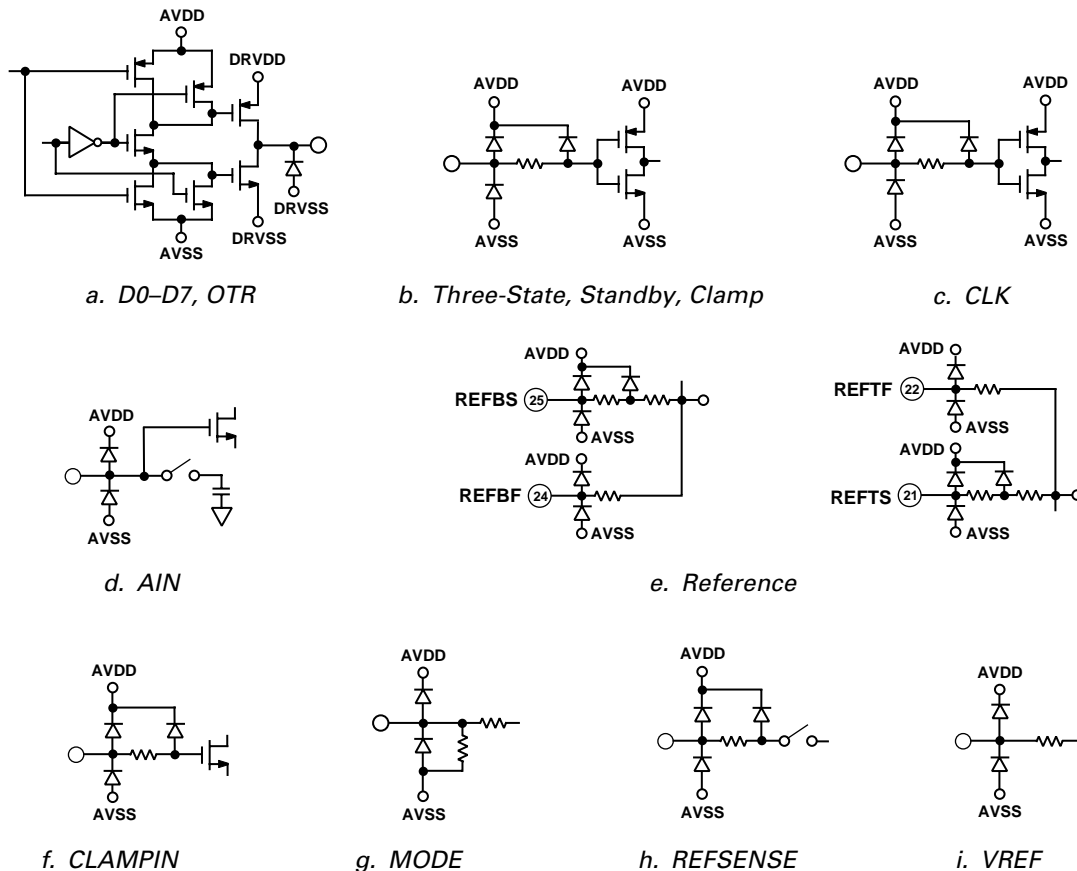 AVDD
DRVDD
DRVSS
AVSS
DRVSS
a. D0–D7, OTR
AVDD
AVDD
AVSS
AVSS
b. Three-State, Standby, Clamp
AVDD
AVDD
AVSS
AVSS
c. CLK
AVDD
AVSS
d. AIN
AVDD
REFBS 25
AVSS
AVDD
REFBF 24
AVSS
AVDD
REFTF 22
AVSS
AVDD
REFTS 21
AVSS
e. Reference
AVDD
AVSS
f. CLAMPIN
AVDD
AVSS
g. MODE
AVDD
AVSS
h. REFSENSE
AVDD
AVSS
i. VREF